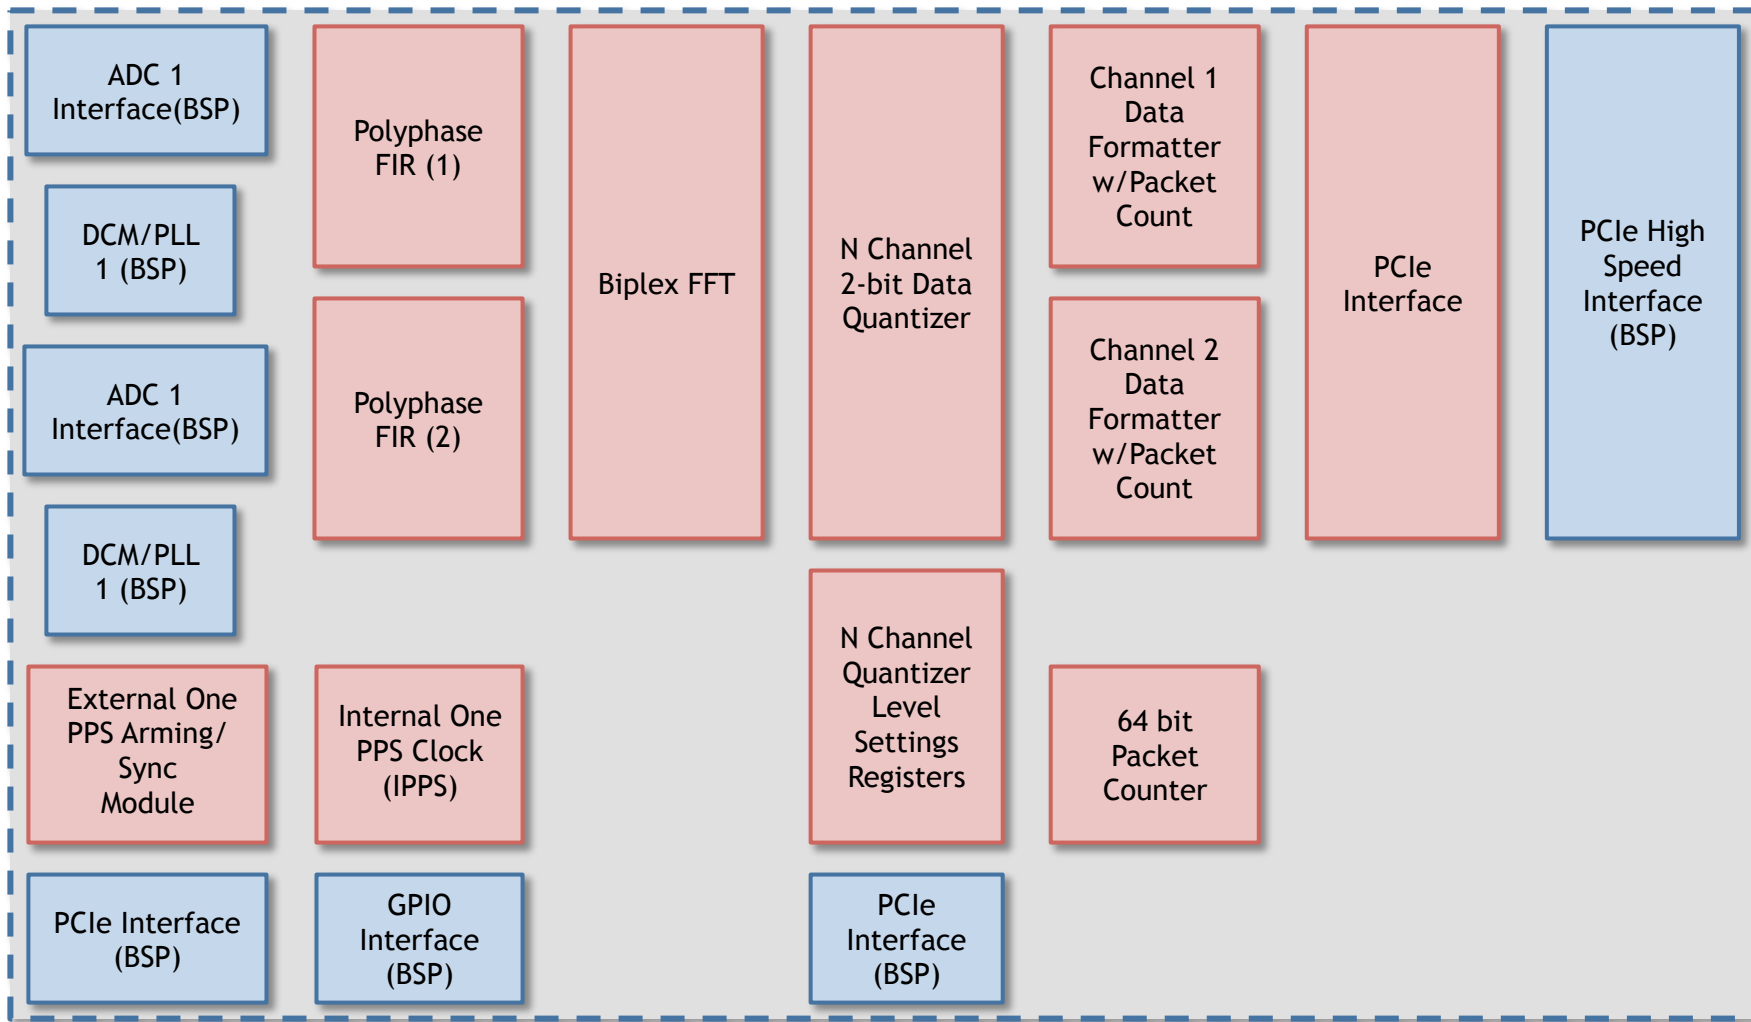 ADC 1
Interface(BSP)
DCM/PLL
1 (BSP)
ADC 1
Interface(BSP)
DCM/PLL
1 (BSP)
External One
PPS Arming/
Sync
Module
PCIe Interface
(BSP)
Polyphase
FIR (1)
Polyphase
FIR (2)
Internal One
PPS Clock
(IPPS)
GPIO
Interface
(BSP)
Biplex FFT
N Channel
2-bit Data
Quantizer
N Channel
Quantizer
Level
Settings
Registers
PCIe
Interface
(BSP)
Channel 1
Data
Formatter
w/Packet
Count
Channel 2
Data
Formatter
w/Packet
Count
64 bit
Packet
Counter
PCIe
Interface
PCIe High
Speed
Interface
(BSP)